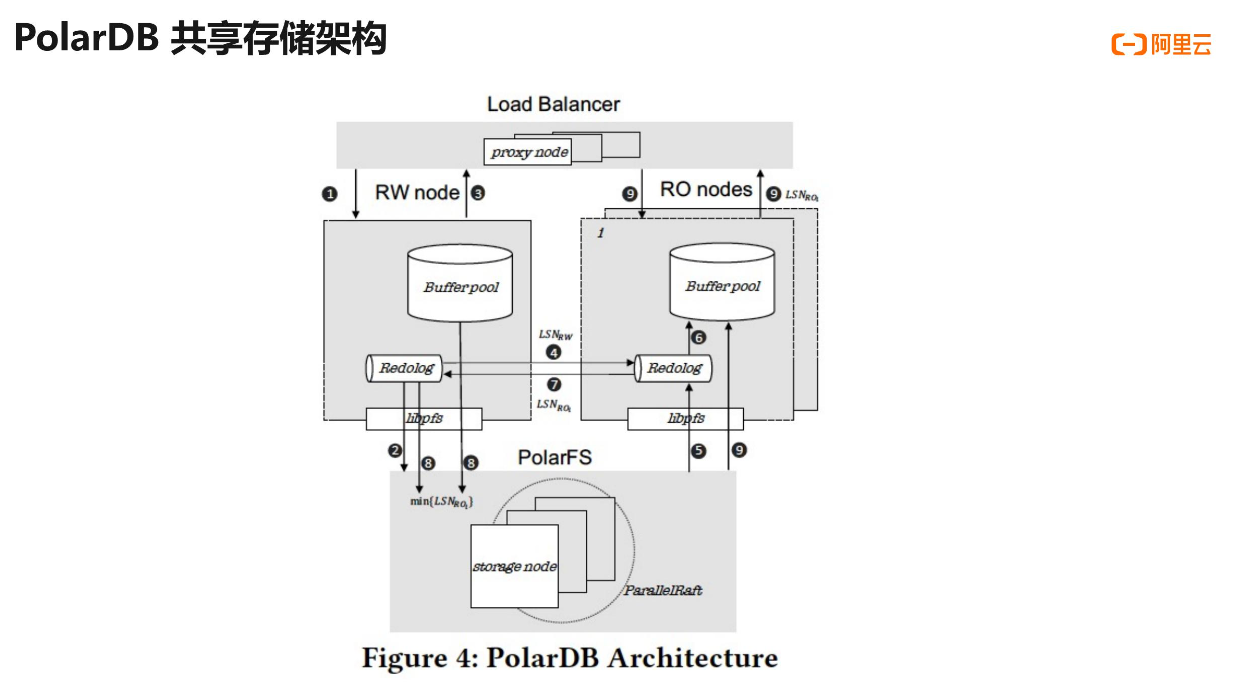 PolarDB 共享存储架构
阿里云
Load Balancer
proxy node
❶ RW node ❸
❾ RO nodes ❾ LSN_{RO_i}
1
Bufferpool
Bufferpool
❻
LSN_{RW}
❹
Redolog
Redolog
❼
LSN_{RO_i}
libpfs
libpfs
❷ ❽ ❽
❺ ❾
PolarFS
min{LSN_{RO_i}}
storage node
ParallelRaft
Figure 4: PolarDB Architecture